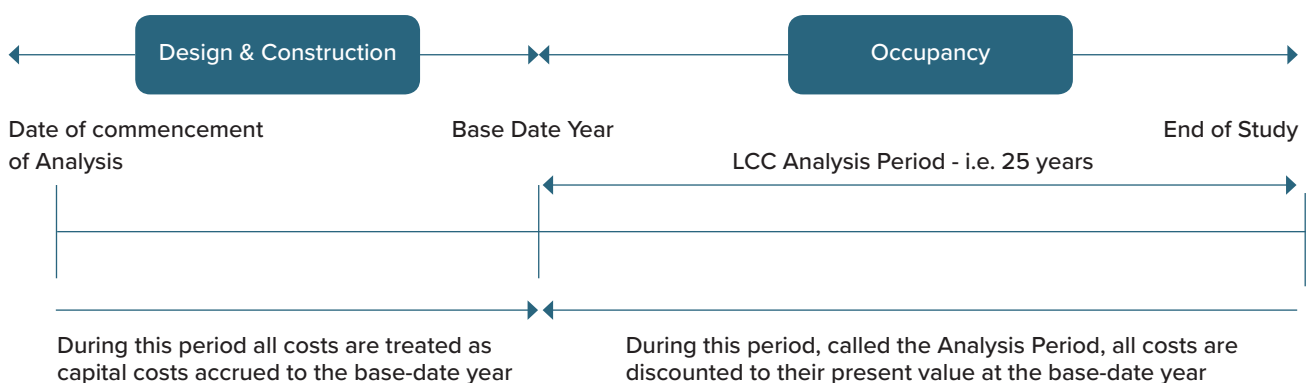 Design & Construction
Occupancy
Date of commencement
of Analysis
Base Date Year
End of Study
LCC Analysis Period - i.e. 25 years
During this period all costs are treated as
capital costs accrued to the base-date year
During this period, called the Analysis Period, all costs are
discounted to their present value at the base-date year